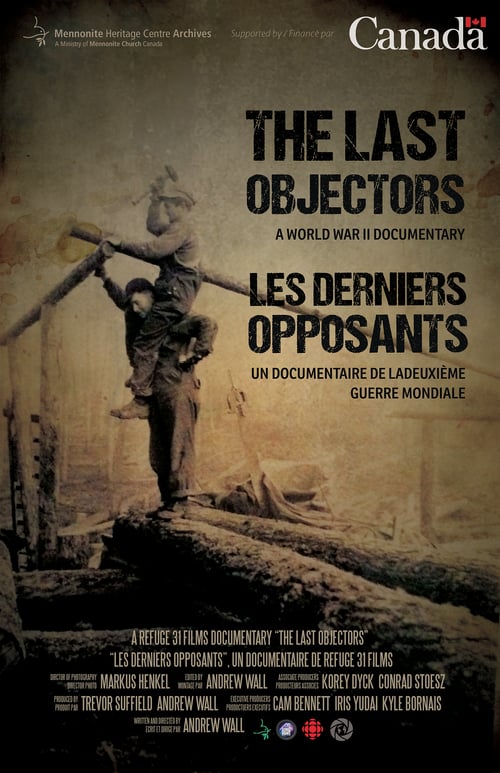 Mennonite Heritage Centre Archives
A Ministry of Mennonite Church Canada
Supported by / Financé par
Canada
THE LAST
OBJECTORS
A WORLD WAR II DOCUMENTARY
LES DERNIERS
OPPOSANTS
UN DOCUMENTAIRE DE LADEUXIÈME
GUERRE MONDIALE
A REFUGE 31 FILMS DOCUMENTARY "THE LAST OBJECTORS"
"LES DERNIERS OPPOSANTS", UN DOCUMENTAIRE DE REFUGE 31 FILMS
DIRECTOR OF PHOTOGRAPHY DIRECTOR PHOTO MARKUS HENKEL EDITED BY MONTAGE PAR ANDREW WALL ASSOCIATE PRODUCERS PRODUCTEURS ASSOCIÉS KOREY DYCK CONRAD STOESZ
PRODUCED BY PRODUIT PAR TREVOR SUFFIELD ANDREW WALL EXECUTIVE PRODUCERS PRODUCTEURS EXECUTIFS CAM BENNETT IRIS YUDAI KYLE BORNAIS
WRITTEN AND DIRECTED BY ECRIT ET DIRIGÉ PAR ANDREW WALL